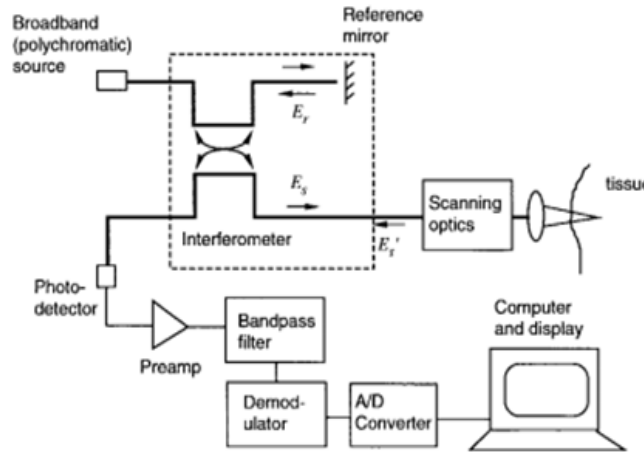 Broadband
(polychromatic)
source
Reference
mirror
E_r
E_s
Interferometer
E_s'
Scanning
optics
tissue
Photo-
detector
Preamp
Bandpass
filter
Demod-
ulator
A/D
Converter
Computer
and display